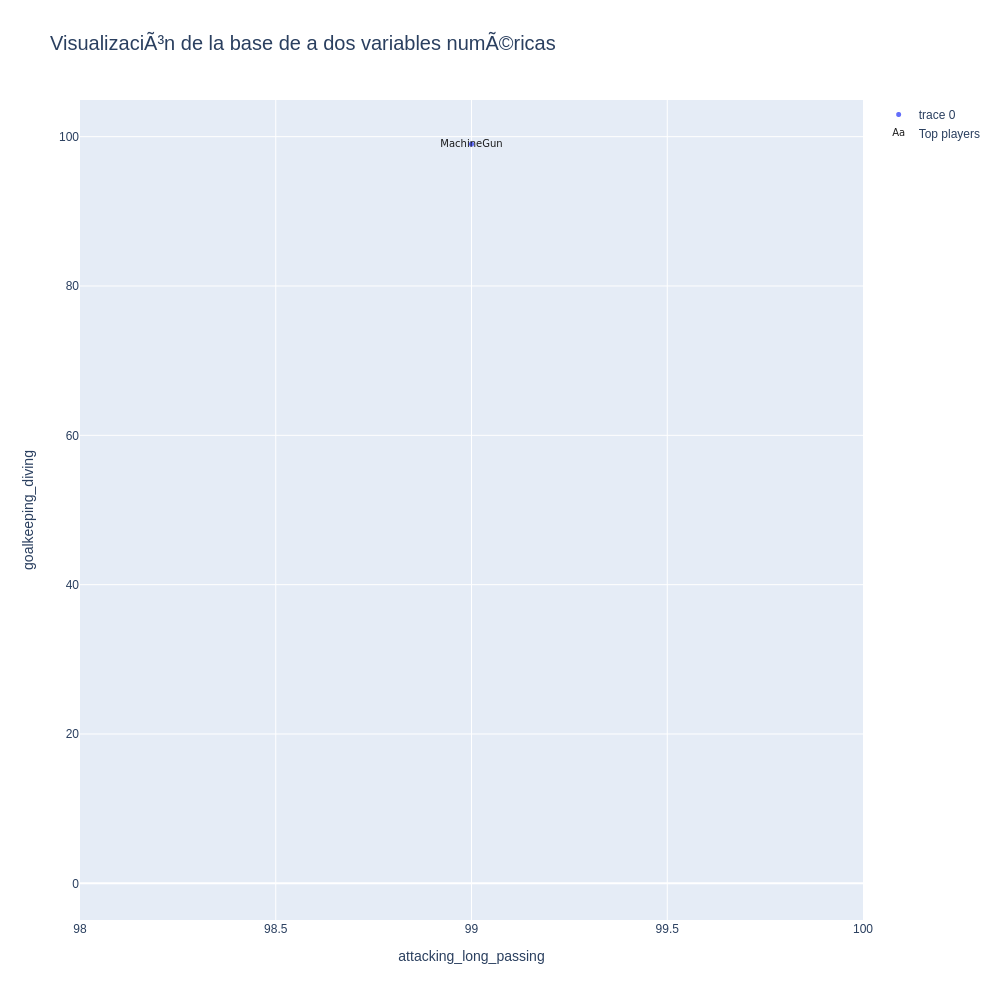 VisualizaciÃ³n de la base de a dos variables numÃ©ricas
trace 0
Aa Top players
MachineGun
100
80
60
40
20
0
goalkeeping_diving
98 98.5 99 99.5 100
attacking_long_passing